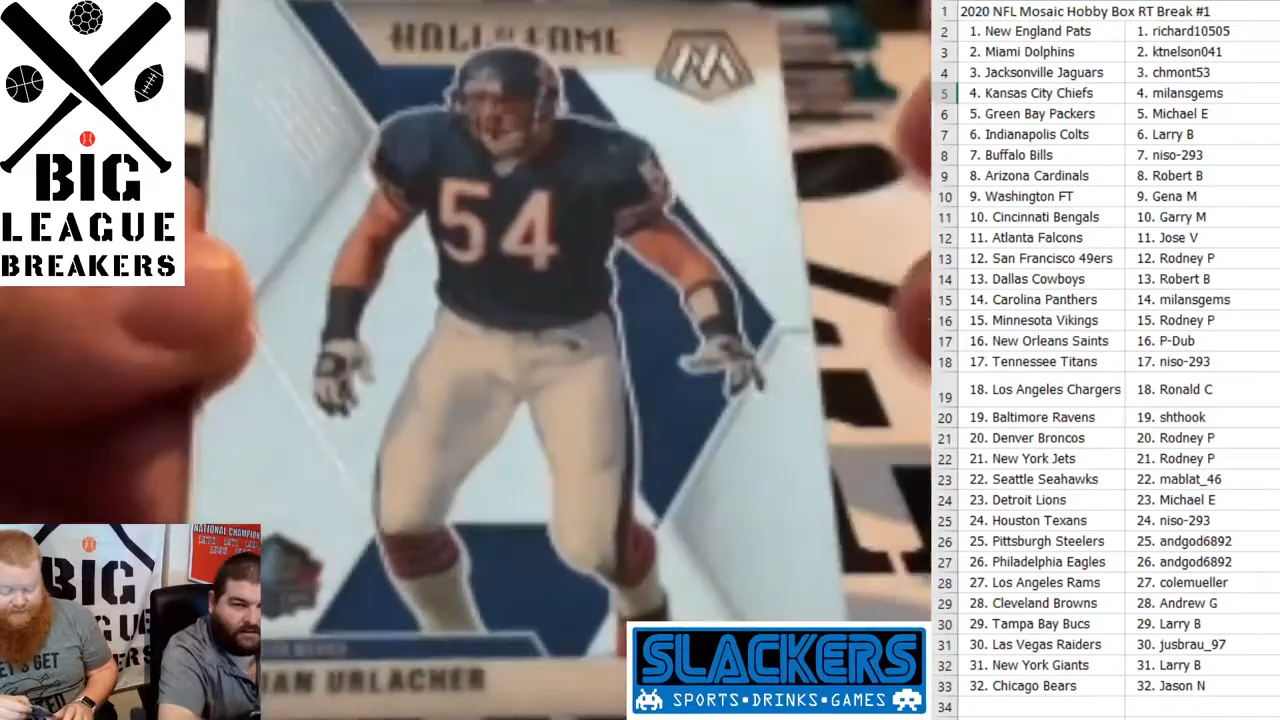 BIG
LEAGUE
BREAKERS
HALL OF FAME
54
URLACHER
NATIONAL CHAMPION
BIG
SLACKERS
SPORTS•DRINKS•GAMES
1 2020 NFL Mosaic Hobby Box RT Break #1
2 1. New England Pats 1. richard10505
3 2. Miami Dolphins 2. ktnelson041
4 3. Jacksonville Jaguars 3. chmont53
5 4. Kansas City Chiefs 4. milansgems
6 5. Green Bay Packers 5. Michael E
7 6. Indianapolis Colts 6. Larry B
8 7. Buffalo Bills 7. niso-293
9 8. Arizona Cardinals 8. Robert B
10 9. Washington FT 9. Gena M
11 10. Cincinnati Bengals 10. Garry M
12 11. Atlanta Falcons 11. Jose V
13 12. San Francisco 49ers 12. Rodney P
14 13. Dallas Cowboys 13. Robert B
15 14. Carolina Panthers 14. milansgems
16 15. Minnesota Vikings 15. Rodney P
17 16. New Orleans Saints 16. P-Dub
18 17. Tennessee Titans 17. niso-293
19 18. Los Angeles Chargers 18. Ronald C
20 19. Baltimore Ravens 19. shthook
21 20. Denver Broncos 20. Rodney P
22 21. New York Jets 21. Rodney P
23 22. Seattle Seahawks 22. mablat_46
24 23. Detroit Lions 23. Michael E
25 24. Houston Texans 24. niso-293
26 25. Pittsburgh Steelers 25. andgod6892
27 26. Philadelphia Eagles 26. andgod6892
28 27. Los Angeles Rams 27. colemueller
29 28. Cleveland Browns 28. Andrew G
30 29. Tampa Bay Bucs 29. Larry B
31 30. Las Vegas Raiders 30. jusbrau_97
32 31. New York Giants 31. Larry B
33 32. Chicago Bears 32. Jason N
34